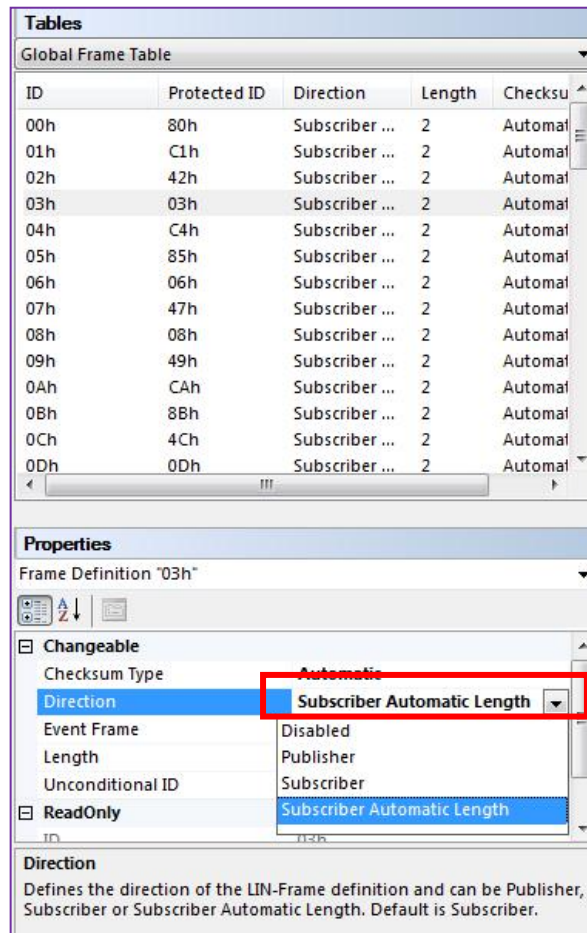 Tables
Global Frame Table
ID Protected ID Direction Length Checksu
00h 80h Subscriber ... 2 Automat
01h C1h Subscriber ... 2 Automat
02h 42h Subscriber ... 2 Automat
03h 03h Subscriber ... 2 Automat
04h C4h Subscriber ... 2 Automat
05h 85h Subscriber ... 2 Automat
06h 06h Subscriber ... 2 Automat
07h 47h Subscriber ... 2 Automat
08h 08h Subscriber ... 2 Automat
09h 49h Subscriber ... 2 Automat
0Ah CAh Subscriber ... 2 Automat
0Bh 8Bh Subscriber ... 2 Automat
0Ch 4Ch Subscriber ... 2 Automat
0Dh 0Dh Subscriber ... 2 Automat
Properties
Frame Definition "03h"
Changeable
Checksum Type Automatic
Direction Subscriber Automatic Length
Event Frame Disabled
Length Publisher
Unconditional ID Subscriber
ReadOnly Subscriber Automatic Length
ID 03h
Direction
Defines the direction of the LIN-Frame definition and can be Publisher,
Subscriber or Subscriber Automatic Length. Default is Subscriber.